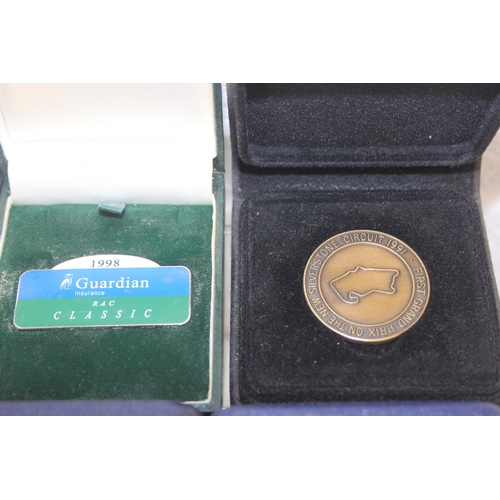 1998
Guardian
Insurance
RAC
CLASSIC
FIRST GRAND PRIX ON THE NEW SILVERSTONE CIRCUIT 1991